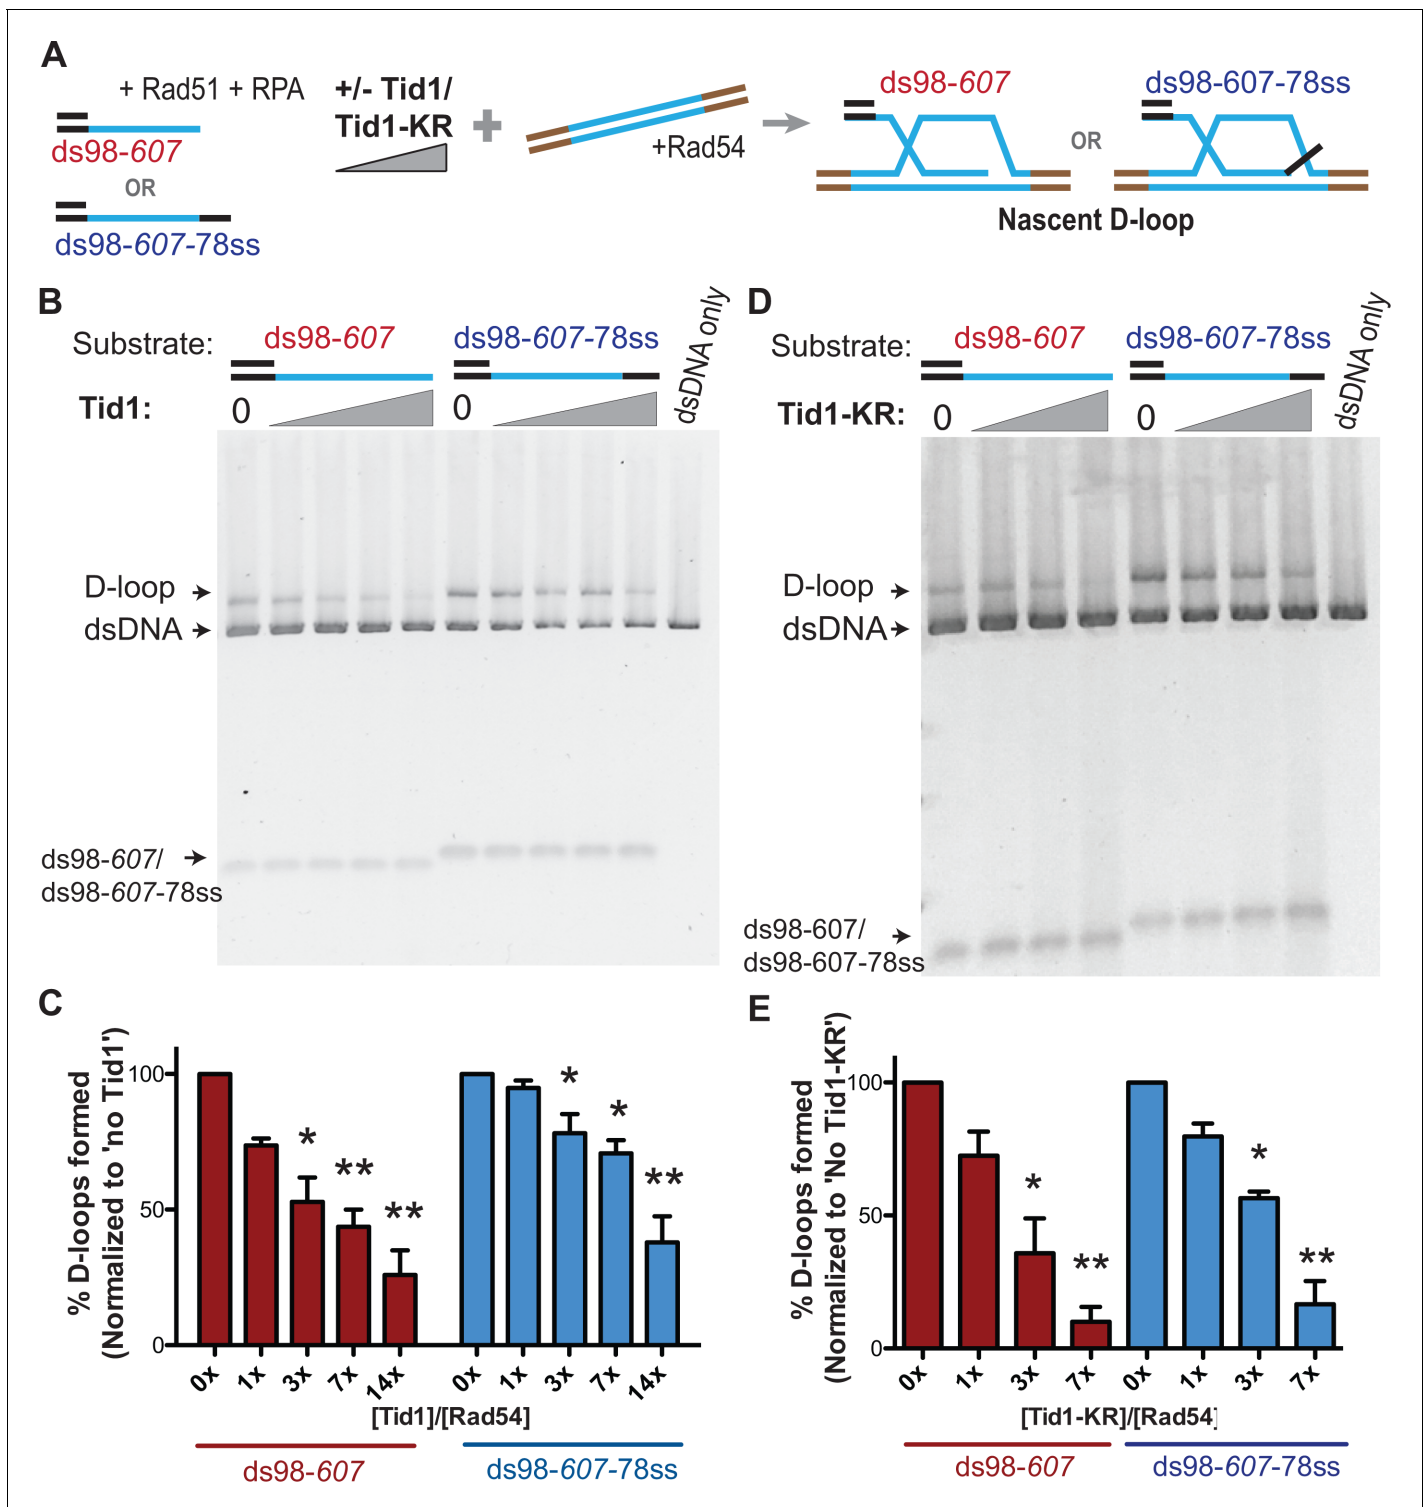 A
+ Rad51 + RPA
ds98-607
OR
ds98-607-78ss
+/- Tid1/
Tid1-KR
+Rad54
ds98-607
OR
ds98-607-78ss
Nascent D-loop
B
Substrate:
ds98-607
ds98-607-78ss
dsDNA only
Tid1:
0
0
D-loop
dsDNA
ds98-607/
ds98-607-78ss
D
Substrate:
ds98-607
ds98-607-78ss
dsDNA only
Tid1-KR:
0
0
D-loop
dsDNA
ds98-607/
ds98-607-78ss
C
% D-loops formed
(Normalized to 'no Tid1')
100
50
0
*
**
**
*
*
**
0x 1x 3x 7x 14x
0x 1x 3x 7x 14x
[Tid1]/[Rad54]
ds98-607
ds98-607-78ss
E
% D-loops formed
(Normalized to 'No Tid1-KR')
100
50
0
*
**
*
**
0x 1x 3x 7x
0x 1x 3x 7x
[Tid1-KR]/[Rad54]
ds98-607
ds98-607-78ss